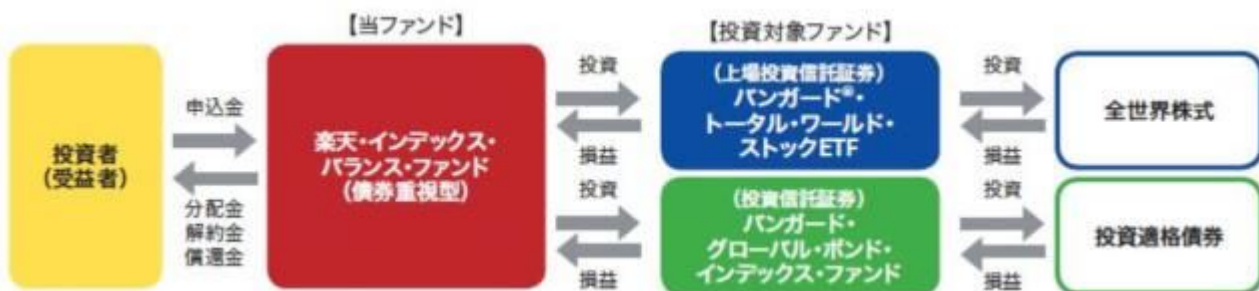 【当ファンド】
【投資対象ファンド】
投資者
(受益者)
申込金
分配金
解約金
償還金
楽天・インデックス・
バランス・ファンド
(債券重視型)
投資
損益
投資
損益
(上場投資信託証券)
バンガード®・
トータル・ワールド・
ストックETF
(投資信託証券)
バンガード・
グローバル・ボンド・
インデックス・ファンド
投資
損益
投資
損益
全世界株式
投資適格債券